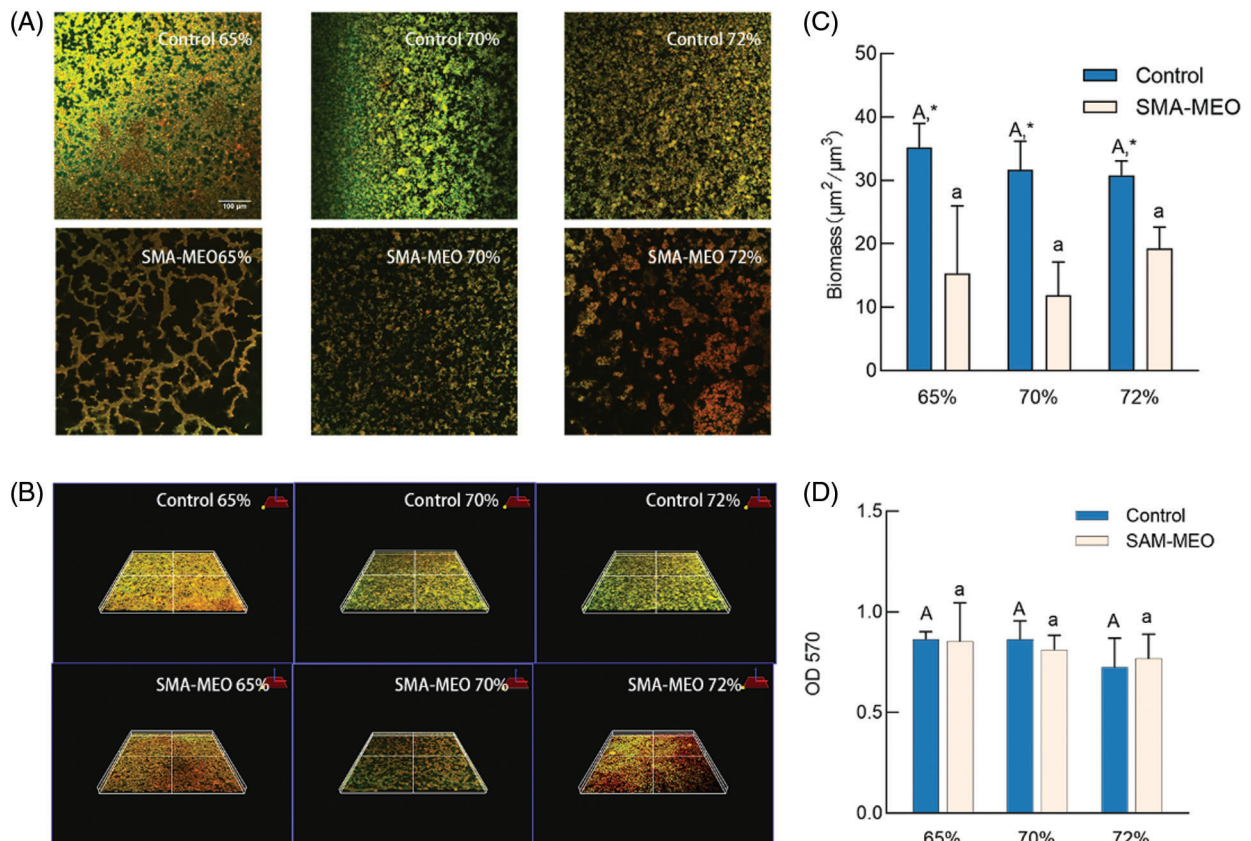 (A)
Control 65%
Control 70%
Control 72%
100 μm
SMA-MEO65%
SMA-MEO 70%
SMA-MEO 72%
(B)
Control 65%
Control 70%
Control 72%
SMA-MEO 65%
SMA-MEO 70%
SMA-MEO 72%
(C)
50
40
30
20
10
0
Biomass(μm²/μm³)
Control
SMA-MEO
A,*
a
A,*
a
A,*
a
65%
70%
72%
(D)
1.5
1.0
0.5
0.0
OD 570
Control
SAM-MEO
A
a
A
a
A
a
65%
70%
72%